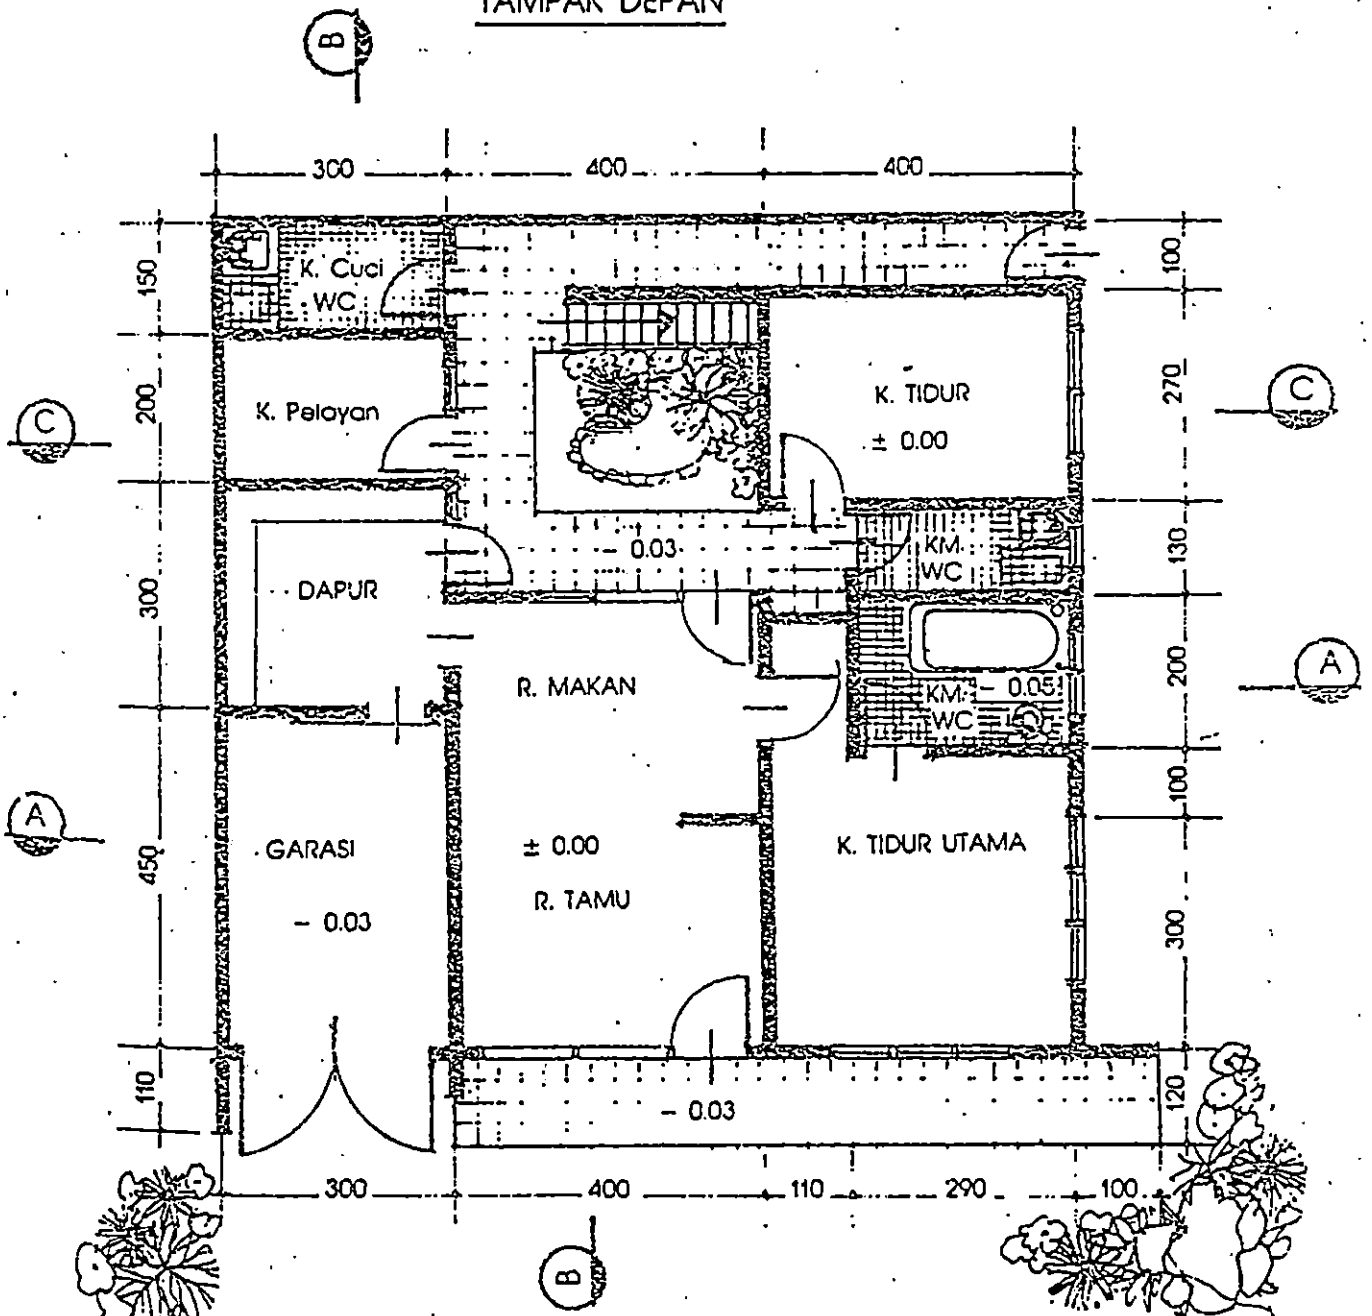 TAMPAK DEPAN
B
300
400
400
150
K. Cuci
WC
100
200
K. Pelayan
K. TIDUR
± 0.00
270
C
C
300
DAPUR
- 0.03
KM.
WC
130
R. MAKAN
KM.
WC
- 0.05
200
A
A
450
GARASI
- 0.03
± 0.00
R. TAMU
K. TIDUR UTAMA
100
300
110
- 0.03
120
300
400
110
290
100
B